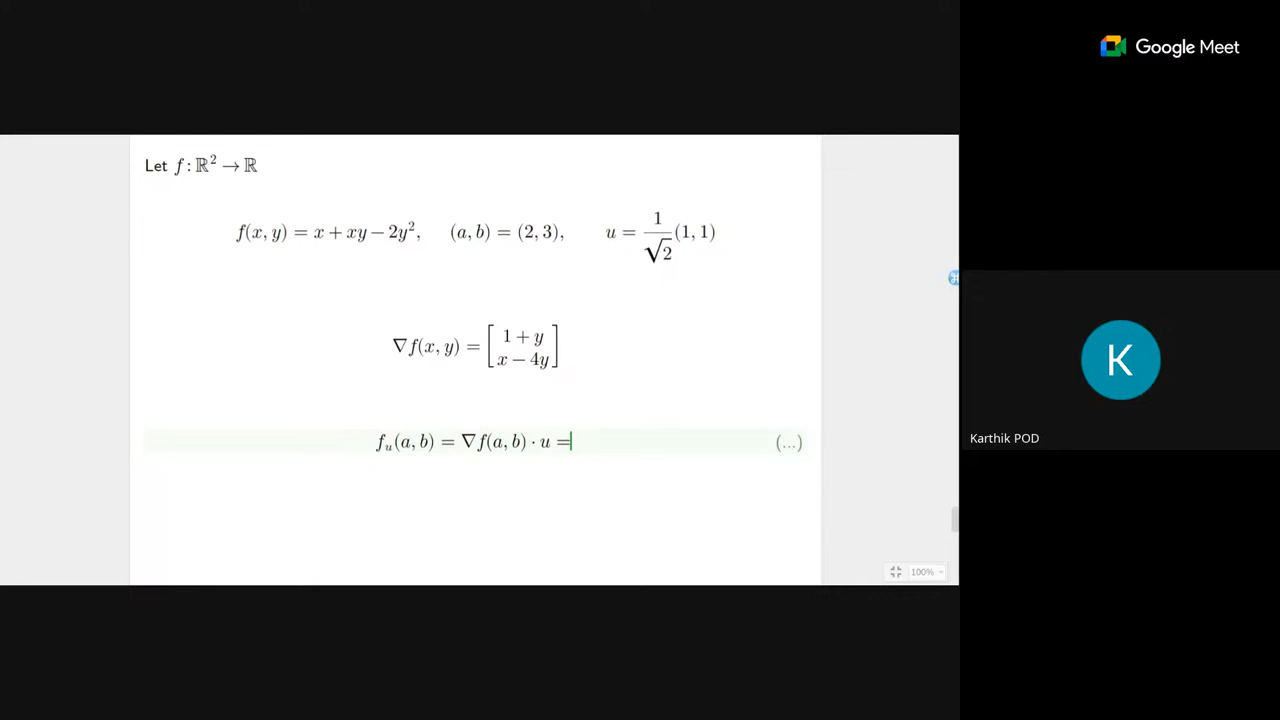 Google Meet
Let f : ℝ² → ℝ
f(x, y) = x + xy − 2y², (a, b) = (2, 3), u = 1/√2 (1, 1)
∇f(x, y) = [1 + y
x − 4y]
f_u(a, b) = ∇f(a, b) · u = (...)
K
Karthik POD
100%